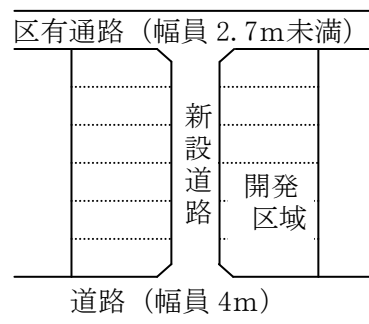 区有通路（幅員 2.7m未満）
新設道路
開発
区域
道路（幅員 4m）